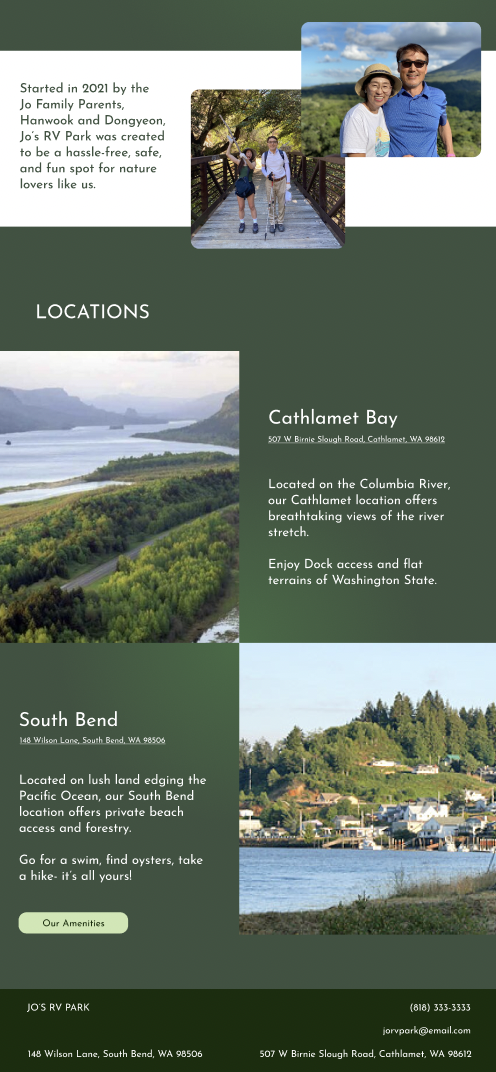 Started in 2021 by the
Jo Family Parents,
Hanwook and Dongyeon,
Jo's RV Park was created
to be a hassle-free, safe,
and fun spot for nature
lovers like us.
LOCATIONS
Cathlamet Bay
507 W Birnie Slough Road, Cathlamet, WA 98612
Located on the Columbia River,
our Cathlamet location offers
breathtaking views of the river
stretch.
Enjoy Dock access and flat
terrains of Washington State.
South Bend
148 Wilson Lane, South Bend, WA 98506
Located on lush land edging the
Pacific Ocean, our South Bend
location offers private beach
access and forestry.
Go for a swim, find oysters, take
a hike- it's all yours!
Our Amenities
JO'S RV PARK
(818) 333-3333
jorvpark@email.com
148 Wilson Lane, South Bend, WA 98506
507 W Birnie Slough Road, Cathlamet, WA 98612